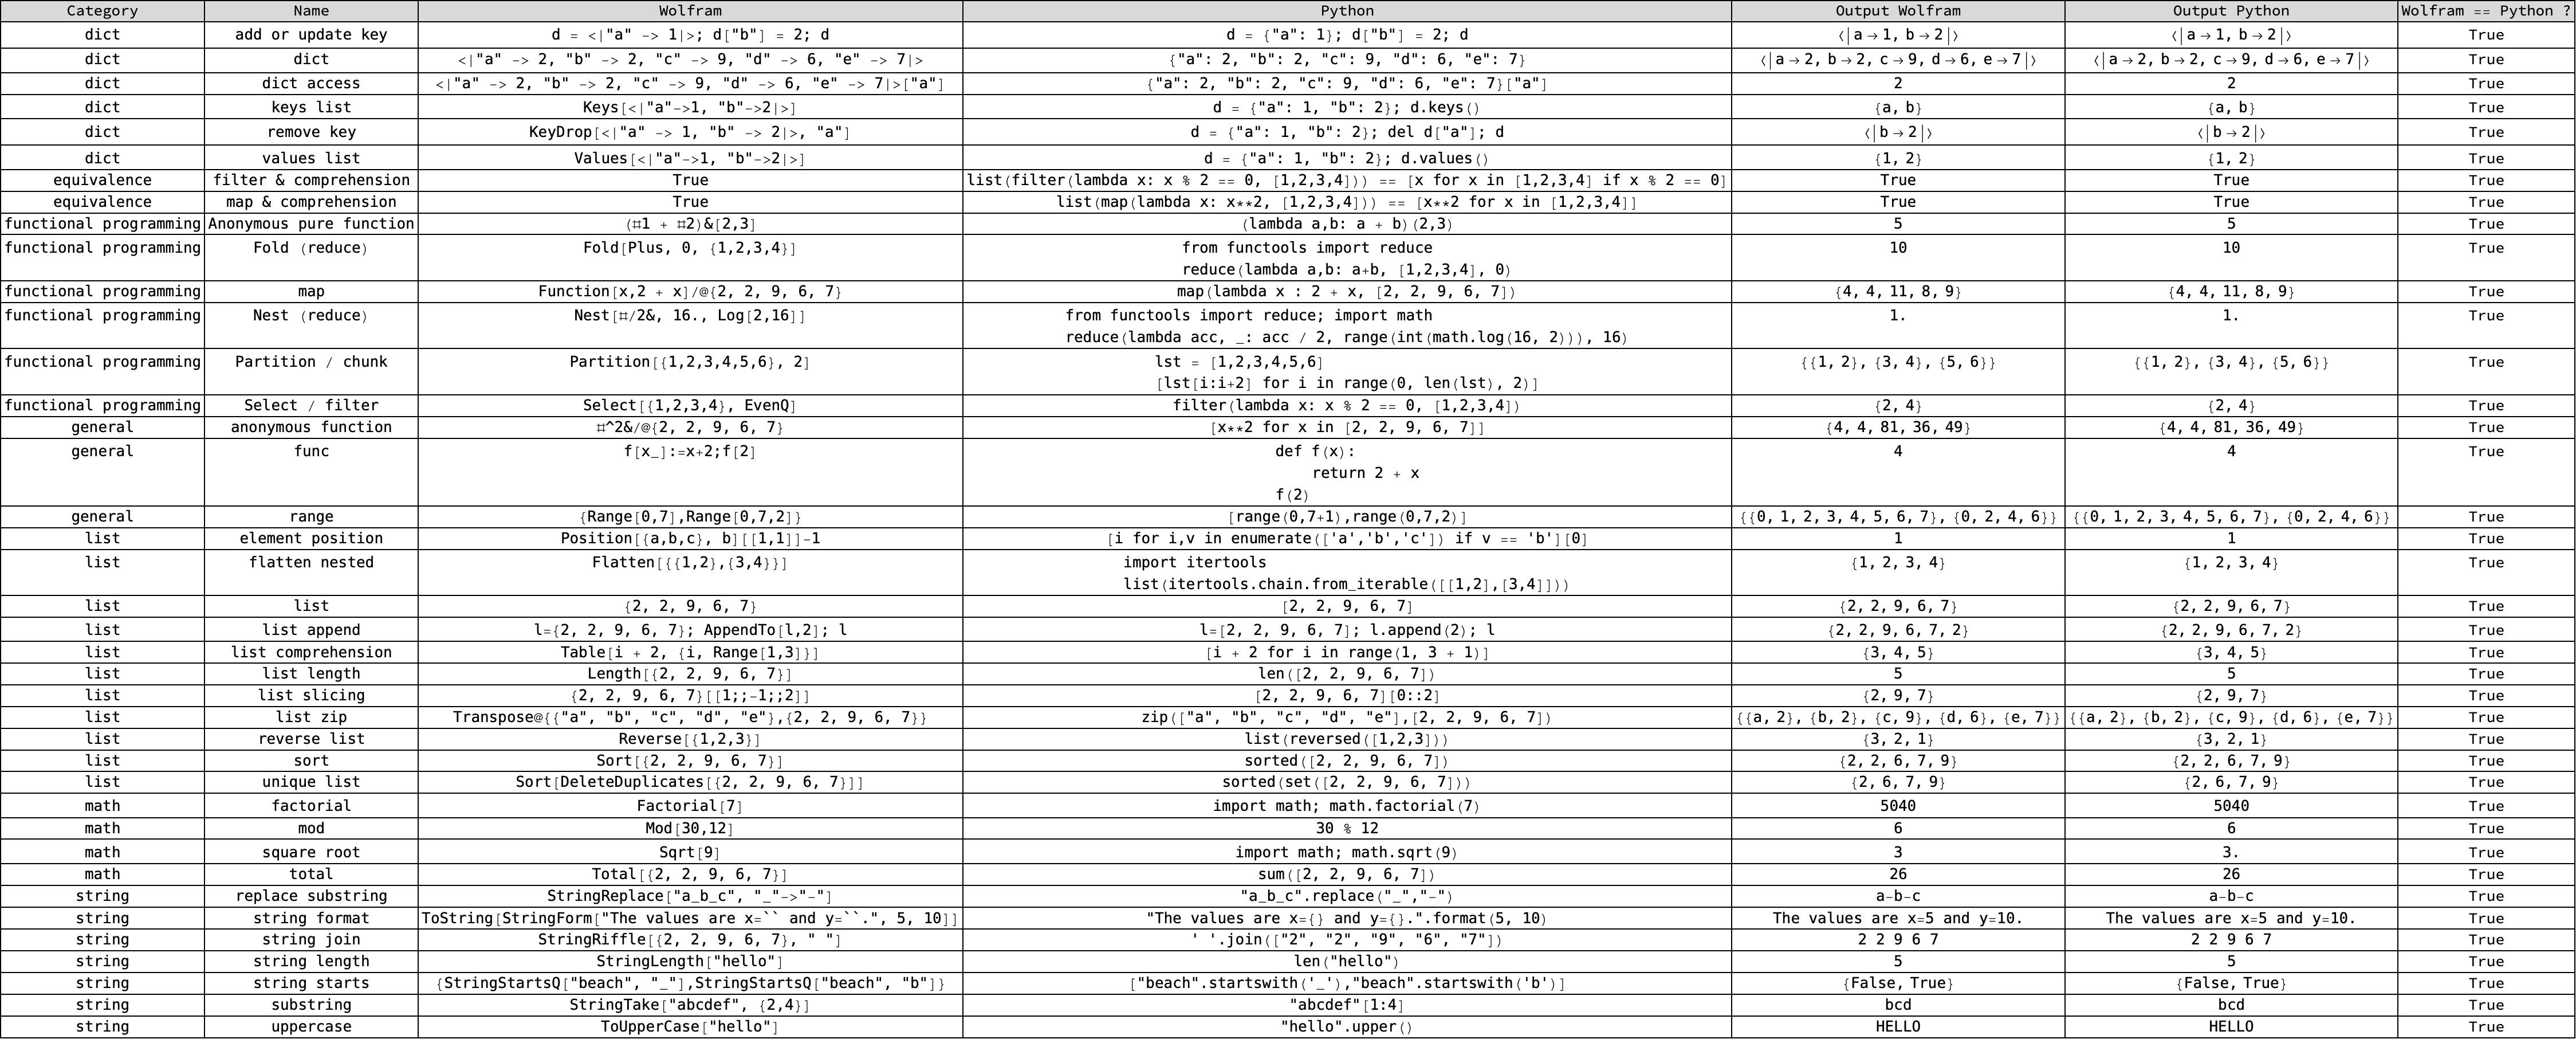 Category Name Wolfram Python Output Wolfram Output Python Wolfram == Python ?
dict add or update key d = <|"a" -> 1|>; d["b"] = 2; d d = {"a": 1}; d["b"] = 2; d ⟨|a→1, b→2|⟩ ⟨|a→1, b→2|⟩ True
dict dict <|"a" -> 2, "b" -> 2, "c" -> 9, "d" -> 6, "e" -> 7|> {"a": 2, "b": 2, "c": 9, "d": 6, "e": 7} ⟨|a→2, b→2, c→9, d→6, e→7|⟩ ⟨|a→2, b→2, c→9, d→6, e→7|⟩ True
dict dict access <|"a" -> 2, "b" -> 2, "c" -> 9, "d" -> 6, "e" -> 7|>["a"] {"a": 2, "b": 2, "c": 9, "d": 6, "e": 7}["a"] 2 2 True
dict keys list Keys[<|"a"->1, "b"->2|>] d = {"a": 1, "b": 2}; d.keys() {a, b} {a, b} True
dict remove key KeyDrop[<|"a" -> 1, "b" -> 2|>, "a"] d = {"a": 1, "b": 2}; del d["a"]; d ⟨|b→2|⟩ ⟨|b→2|⟩ True
dict values list Values[<|"a"->1, "b"->2|>] d = {"a": 1, "b": 2}; d.values() {1, 2} {1, 2} True
equivalence filter & comprehension True list(filter(lambda x: x % 2 == 0, [1,2,3,4])) == [x for x in [1,2,3,4] if x % 2 == 0] True True True
equivalence map & comprehension True list(map(lambda x: x**2, [1,2,3,4])) == [x**2 for x in [1,2,3,4]] True True True
functional programming Anonymous pure function (#1 + #2)&[2,3] (lambda a,b: a + b)(2,3) 5 5 True
functional programming Fold (reduce) Fold[Plus, 0, {1,2,3,4}] from functools import reduce 10 10 True
reduce(lambda a,b: a+b, [1,2,3,4], 0)
functional programming map Function[x,2 + x]/@{2, 2, 9, 6, 7} map(lambda x : 2 + x, [2, 2, 9, 6, 7]) {4, 4, 11, 8, 9} {4, 4, 11, 8, 9} True
functional programming Nest (reduce) Nest[#/2&, 16., Log[2,16]] from functools import reduce; import math 1. 1. True
reduce(lambda acc, _: acc / 2, range(int(math.log(16, 2))), 16)
functional programming Partition / chunk Partition[{1,2,3,4,5,6}, 2] lst = [1,2,3,4,5,6] {{1, 2}, {3, 4}, {5, 6}} {{1, 2}, {3, 4}, {5, 6}} True
[lst[i:i+2] for i in range(0, len(lst), 2)]
functional programming Select / filter Select[{1,2,3,4}, EvenQ] filter(lambda x: x % 2 == 0, [1,2,3,4]) {2, 4} {2, 4} True
general anonymous function #^2&/@{2, 2, 9, 6, 7} [x**2 for x in [2, 2, 9, 6, 7]] {4, 4, 81, 36, 49} {4, 4, 81, 36, 49} True
general func f[x_]:=x+2;f[2] def f(x): 4 4 True
return 2 + x
f(2)
general range {Range[0,7],Range[0,7,2]} [range(0,7+1),range(0,7,2)] {{0, 1, 2, 3, 4, 5, 6, 7}, {0, 2, 4, 6}} {{0, 1, 2, 3, 4, 5, 6, 7}, {0, 2, 4, 6}} True
list element position Position[{a,b,c}, b][[1,1]]-1 [i for i,v in enumerate(['a','b','c']) if v == 'b'][0] 1 1 True
list flatten nested Flatten[{{1,2},{3,4}}] import itertools {1, 2, 3, 4} {1, 2, 3, 4} True
list(itertools.chain.from_iterable([[1,2],[3,4]]))
list list {2, 2, 9, 6, 7} [2, 2, 9, 6, 7] {2, 2, 9, 6, 7} {2, 2, 9, 6, 7} True
list list append l={2, 2, 9, 6, 7}; AppendTo[l,2]; l l=[2, 2, 9, 6, 7]; l.append(2); l {2, 2, 9, 6, 7, 2} {2, 2, 9, 6, 7, 2} True
list list comprehension Table[i + 2, {i, Range[1,3]}] [i + 2 for i in range(1, 3 + 1)] {3, 4, 5} {3, 4, 5} True
list list length Length[{2, 2, 9, 6, 7}] len([2, 2, 9, 6, 7]) 5 5 True
list list slicing {2, 2, 9, 6, 7}[[1;;-1;;2]] [2, 2, 9, 6, 7][0::2] {2, 9, 7} {2, 9, 7} True
list list zip Transpose@{{"a", "b", "c", "d", "e"},{2, 2, 9, 6, 7}} zip(["a", "b", "c", "d", "e"],[2, 2, 9, 6, 7]) {{a, 2}, {b, 2}, {c, 9}, {d, 6}, {e, 7}} {{a, 2}, {b, 2}, {c, 9}, {d, 6}, {e, 7}} True
list reverse list Reverse[{1,2,3}] list(reversed([1,2,3])) {3, 2, 1} {3, 2, 1} True
list sort Sort[{2, 2, 9, 6, 7}] sorted([2, 2, 9, 6, 7]) {2, 2, 6, 7, 9} {2, 2, 6, 7, 9} True
list unique list Sort[DeleteDuplicates[{2, 2, 9, 6, 7}]] sorted(set([2, 2, 9, 6, 7])) {2, 6, 7, 9} {2, 6, 7, 9} True
math factorial Factorial[7] import math; math.factorial(7) 5040 5040 True
math mod Mod[30,12] 30 % 12 6 6 True
math square root Sqrt[9] import math; math.sqrt(9) 3 3. True
math total Total[{2, 2, 9, 6, 7}] sum([2, 2, 9, 6, 7]) 26 26 True
string replace substring StringReplace["a_b_c", "_"->"-"] "a_b_c".replace("_","-") a-b-c a-b-c True
string string format ToString[StringForm["The values are x=`` and y=``.", 5, 10]] "The values are x={} and y={}.".format(5, 10) The values are x=5 and y=10. The values are x=5 and y=10. True
string string join StringRiffle[{2, 2, 9, 6, 7}, " "] ' '.join(["2", "2", "9", "6", "7"]) 2 2 9 6 7 2 2 9 6 7 True
string string length StringLength["hello"] len("hello") 5 5 True
string string starts {StringStartsQ["beach", "_"],StringStartsQ["beach", "b"]} ["beach".startswith('_'),"beach".startswith('b')] {False, True} {False, True} True
string substring StringTake["abcdef", {2,4}] "abcdef"[1:4] bcd bcd True
string uppercase ToUpperCase["hello"] "hello".upper() HELLO HELLO True